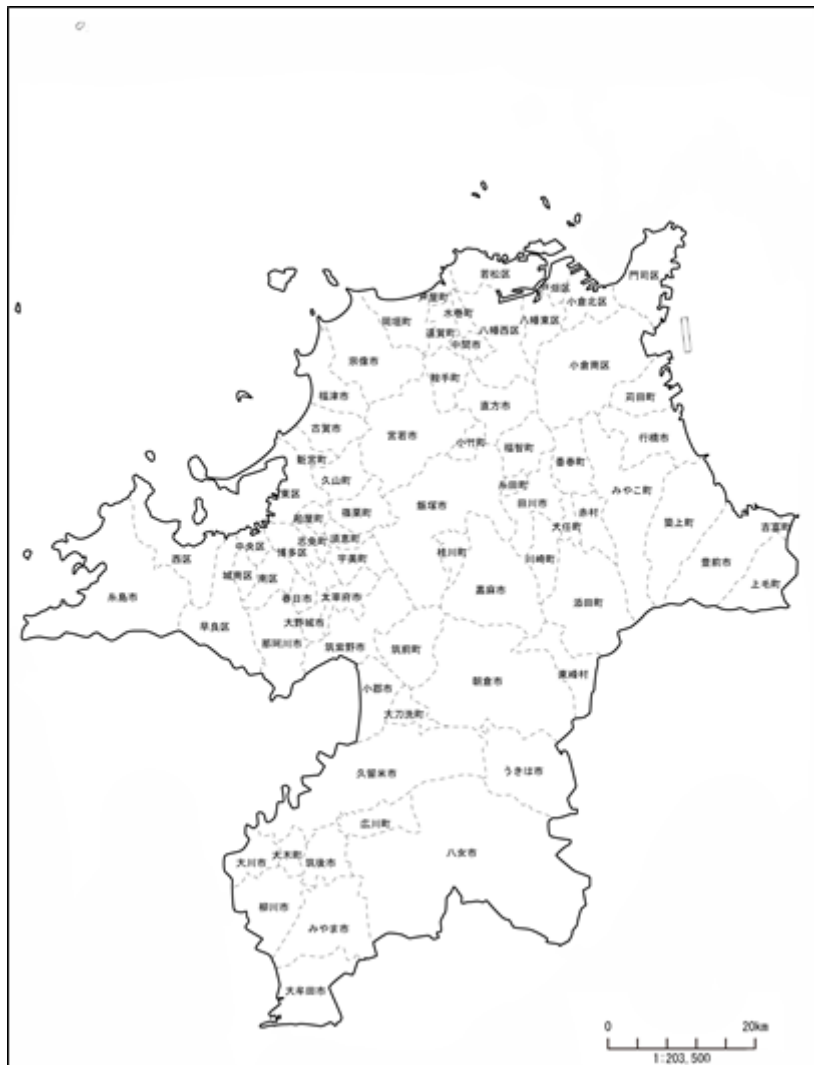 若松区
門司区
芦屋町
戸畑区
小倉北区
水巻町
岡垣町
遠賀町
八幡西区
八幡東区
中間市
宗像市
小倉南区
鞍手町
福津市
苅田町
直方市
古賀市
宮若市
小竹町
福智町
行橋市
新宮町
香春町
久山町
糸田町
みやこ町
東区
飯塚市
田川市
赤村
粕屋町
篠栗町
大任町
築上町
吉富町
志免町
須恵町
中央区
博多区
西区
宇美町
桂川町
川崎町
豊前市
城南区
南区
嘉麻市
上毛町
糸島市
春日市
太宰府市
添田町
早良区
大野城市
那珂川市
筑紫野市
筑前町
東峰村
小郡市
朝倉市
大刀洗町
久留米市
うきは市
広川町
八女市
大川市
大木町
筑後市
柳川市
みやま市
大牟田市
0 20km
1:203,500